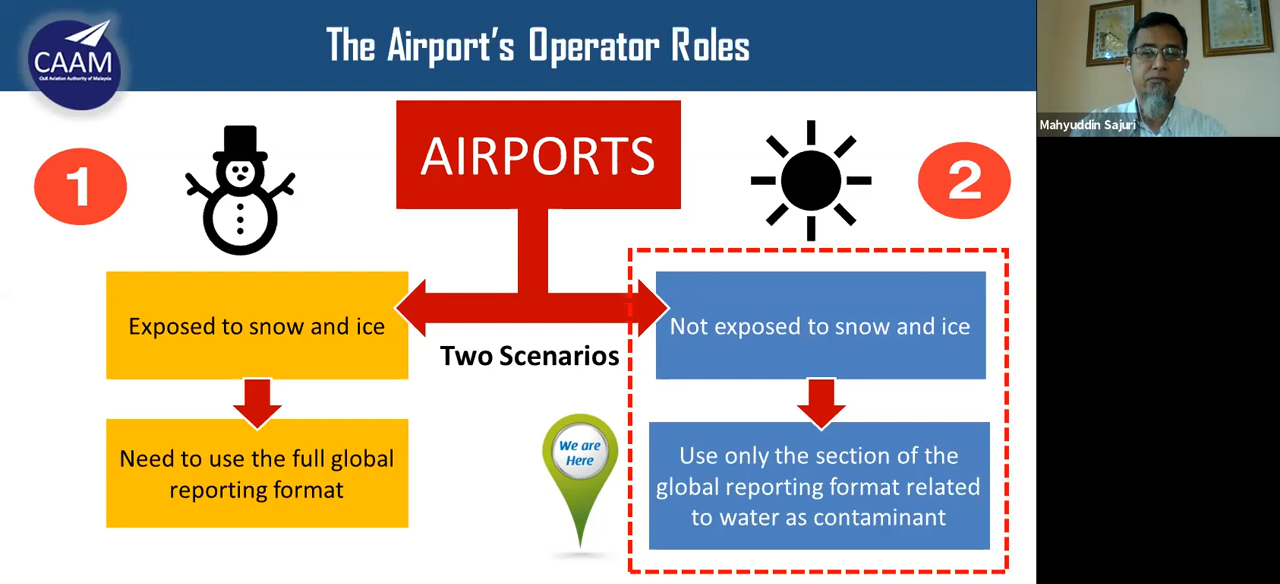 The Airport's Operator Roles
CAAM
Civil Aviation Authority of Malaysia
Mahyuddin Sajuri
1
AIRPORTS
2
Exposed to snow and ice
Not exposed to snow and ice
Two Scenarios
Need to use the full global
reporting format
We are
Here
Use only the section of the
global reporting format related
to water as contaminant